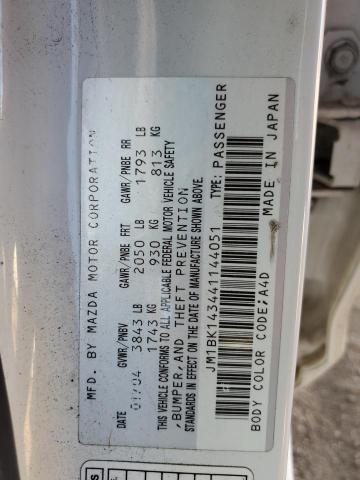 MFD. BY MAZDA MOTOR CORPORATION
DATE GVWR/PNBV GAWR/PNBE FRT GAWR/PNBE RR
01/04 3843 LB 2050 LB 1793 LB
1743 KG 930 KG 813 KG
THIS VEHICLE CONFORMS TO ALL APPLICABLE FEDERAL MOTOR VEHICLE SAFETY
,BUMPER,AND THEFT PREVENTION
STANDARDS IN EFFECT ON THE DATE OF MANUFACTURE SHOWN ABOVE.
JM1BK143441144051 TYPE: PASSENGER
MADE IN JAPAN
BODY COLOR CODE;A4D